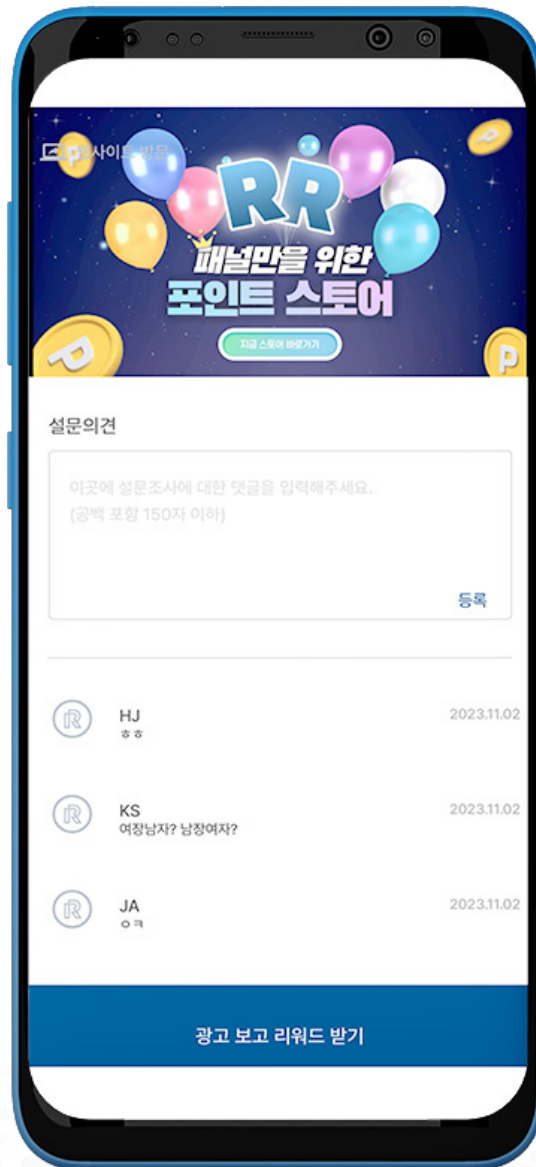 사이트 방문
RR
패널만을 위한
포인트 스토어
지금 스토어 바로가기
P
P
P
설문의견
이곳에 설문조사에 대한 댓글을 입력해주세요.
(공백 포함 150자 이하)
등록
HJ
2023.11.02
ㅎㅎ
KS
2023.11.02
여장남자? 남장여자?
JA
2023.11.02
ㅇㅋ
광고 보고 리워드 받기